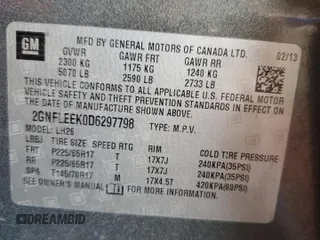 GM
MFD BY GENERAL MOTORS OF CANADA LTD.
GVWR GAWR FRT GAWR RR 02/13
2300 KG 1175 KG 1240 KG
5070 LB 2590 LB 2733 LB
THIS VEHICLE CONFORMS TO ALL APPLICABLE U.S. FEDERAL MOTOR
VEHICLE SAFETY AND THEFT PREVENTION STANDARDS IN EFFECT ON THE
DATE OF MANUFACTURE SHOWN ABOVE.
2GNFLEEK0D6297798 TYPE: M.P.V.
MODEL: LH26
LBBJ TIRE SIZE SPEED RTG RIM COLD TIRE PRESSURE
FRT P225/65R17 T 17X7J 240KPA(35PSI)
RR P225/65R17 T 17X7J 240KPA(35PSI)
SPA T145/70R17 M 17X4.5T 420KPA(60PSI)
SEE OWNER'S MANUAL
DREAMBID